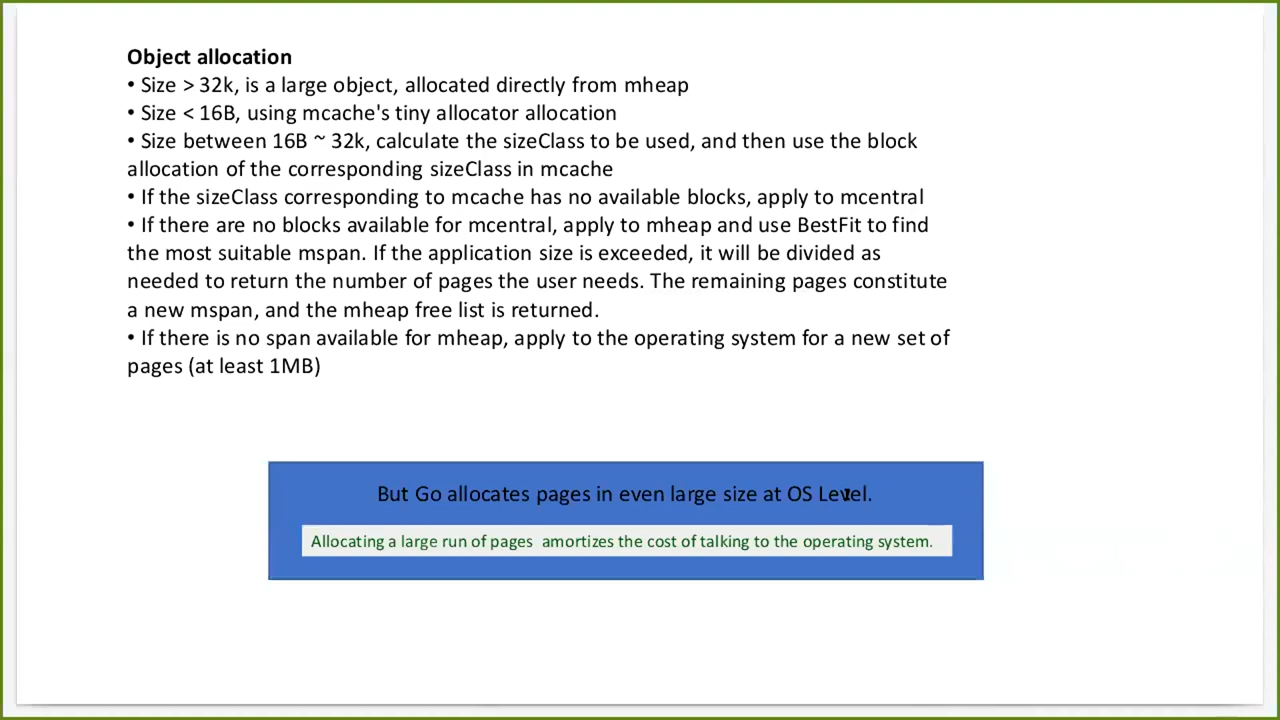 Object allocation
• Size > 32k, is a large object, allocated directly from mheap
• Size < 16B, using mcache's tiny allocator allocation
• Size between 16B ~ 32k, calculate the sizeClass to be used, and then use the block
allocation of the corresponding sizeClass in mcache
• If the sizeClass corresponding to mcache has no available blocks, apply to mcentral
• If there are no blocks available for mcentral, apply to mheap and use BestFit to find
the most suitable mspan. If the application size is exceeded, it will be divided as
needed to return the number of pages the user needs. The remaining pages constitute
a new mspan, and the mheap free list is returned.
• If there is no span available for mheap, apply to the operating system for a new set of
pages (at least 1MB)
But Go allocates pages in even large size at OS Level.
Allocating a large run of pages amortizes the cost of talking to the operating system.